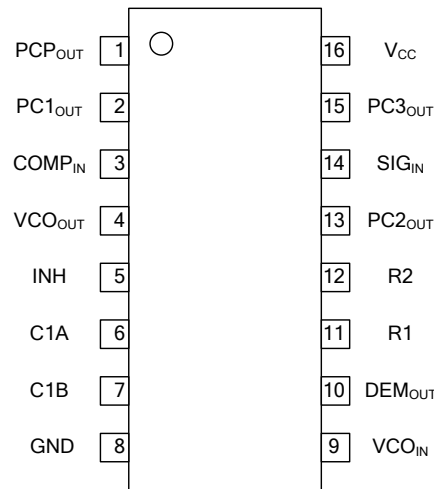 PCPOUT 1 16 VCC
PC1OUT 2 15 PC3OUT
COMPIN 3 14 SIGIN
VCOOUT 4 13 PC2OUT
INH 5 12 R2
C1A 6 11 R1
C1B 7 10 DEMOUT
GND 8 9 VCOIN